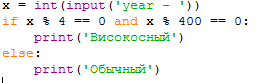 x = int(input('year - '))
if x % 4 == 0 and x % 400 == 0:
    print('Високосный')
else:
    print('Обычный')